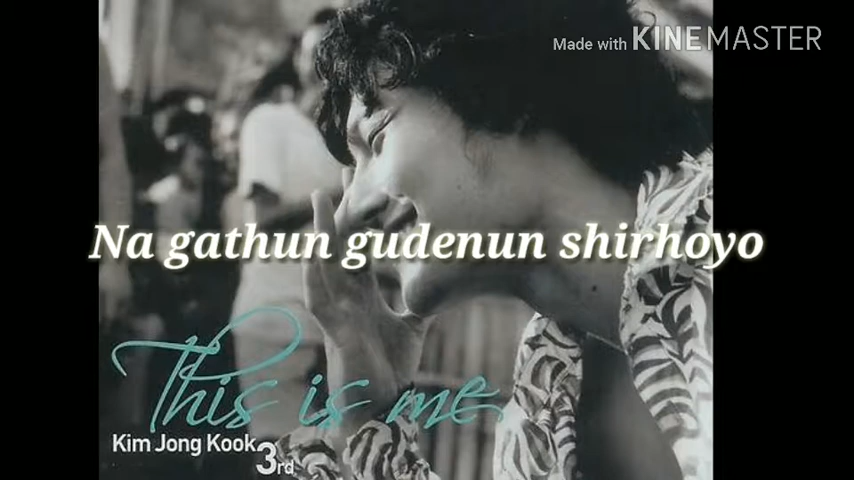 Made with KINEMASTER
Na gathun gudenun shirhoyo
This is me
Kim Jong Kook 3rd